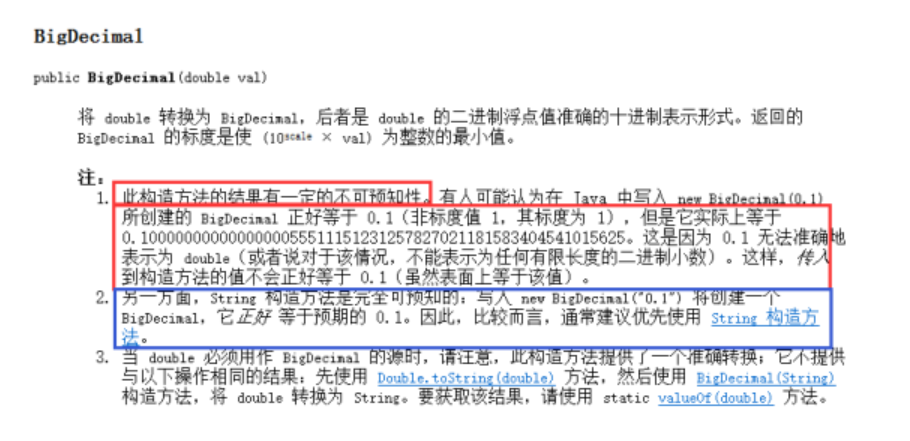 BigDecimal
public BigDecimal(double val)
将 double 转换为 BigDecimal，后者是 double 的二进制浮点值准确的十进制表示形式。返回的
BigDecimal 的标度是使 (10scale × val) 为整数的最小值。
注：
1. 此构造方法的结果有一定的不可预知性。有人可能认为在 Java 中写入 new BigDecimal(0.1)
所创建的 BigDecimal 正好等于 0.1（非标度值 1，其标度为 1），但是它实际上等于
0.1000000000000000055511151231257827021181583404541015625。这是因为 0.1 无法准确地
表示为 double（或者说对于该情况，不能表示为任何有限长度的二进制小数）。这样，传入
到构造方法的值不会正好等于 0.1（虽然表面上等于该值）。
2. 另一方面，String 构造方法是完全可预知的：写入 new BigDecimal("0.1") 将创建一个
BigDecimal，它正好 等于预期的 0.1。因此，比较而言，通常建议优先使用 String 构造方
法。
3. 当 double 必须用作 BigDecimal 的源时，请注意，此构造方法提供了一个准确转换；它不提供
与以下操作相同的结果：先使用 Double.toString(double) 方法，然后使用 BigDecimal(String)
构造方法，将 double 转换为 String。要获取该结果，请使用 static valueOf(double) 方法。